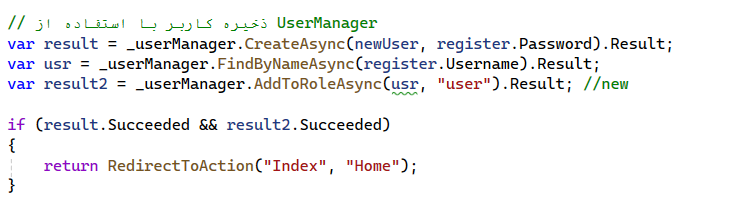 // ذخیره کاربر با استفاده از UserManager
var result = _userManager.CreateAsync(newUser, register.Password).Result;
var usr = _userManager.FindByNameAsync(register.Username).Result;
var result2 = _userManager.AddToRoleAsync(usr, "user").Result; //new
if (result.Succeeded && result2.Succeeded)
{
    return RedirectToAction("Index", "Home");
}